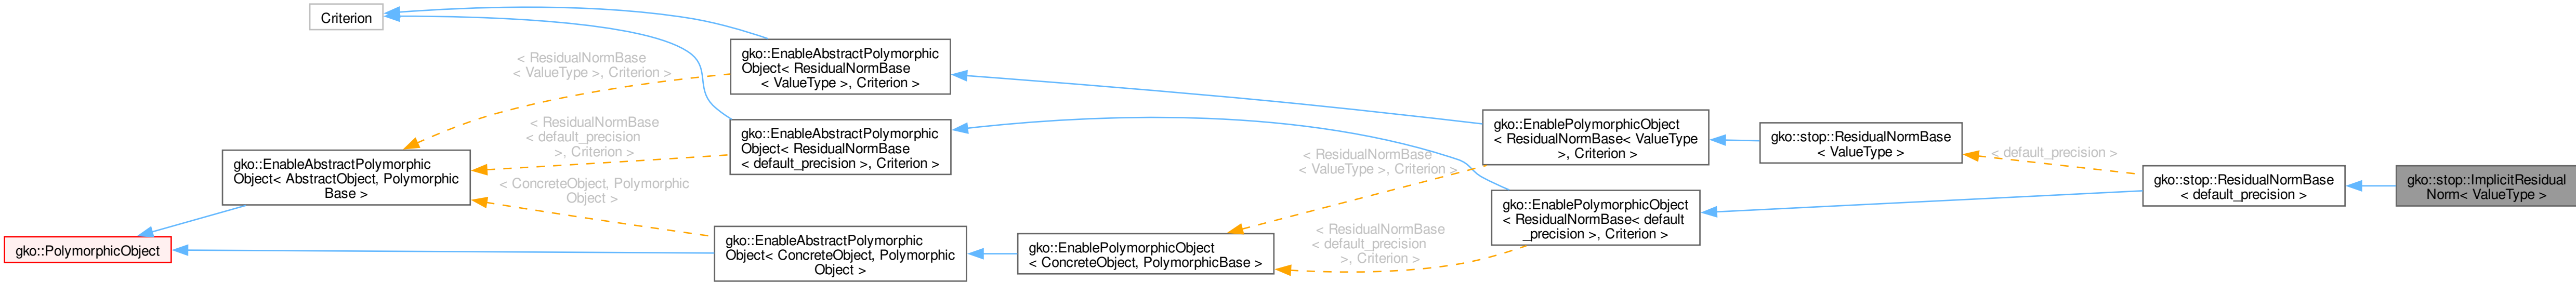 Criterion
gko::EnableAbstractPolymorphic
Object< ResidualNormBase
< ValueType >, Criterion >
< ResidualNormBase
< ValueType >, Criterion >
gko::EnableAbstractPolymorphic
Object< ResidualNormBase
< default_precision >, Criterion >
< ResidualNormBase
< default_precision
>, Criterion >
gko::EnableAbstractPolymorphic
Object< AbstractObject, Polymorphic
Base >
< ConcreteObject, Polymorphic
Object >
gko::PolymorphicObject
gko::EnableAbstractPolymorphic
Object< ConcreteObject, Polymorphic
Object >
gko::EnablePolymorphicObject
< ConcreteObject, PolymorphicBase >
< ResidualNormBase
< ValueType >, Criterion >
< ResidualNormBase
< default_precision
>, Criterion >
gko::EnablePolymorphicObject
< ResidualNormBase< ValueType
>, Criterion >
gko::EnablePolymorphicObject
< ResidualNormBase< default
_precision >, Criterion >
gko::stop::ResidualNormBase
< ValueType >
< default_precision >
gko::stop::ResidualNormBase
< default_precision >
gko::stop::ImplicitResidual
Norm< ValueType >